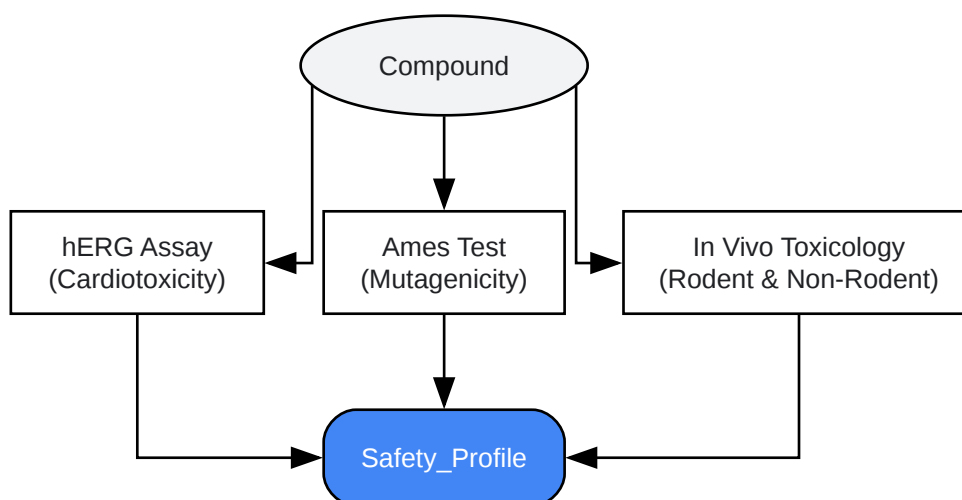 Compound
hERG Assay
(Cardiotoxicity)
Ames Test
(Mutagenicity)
In Vivo Toxicology
(Rodent & Non-Rodent)
Safety_Profile